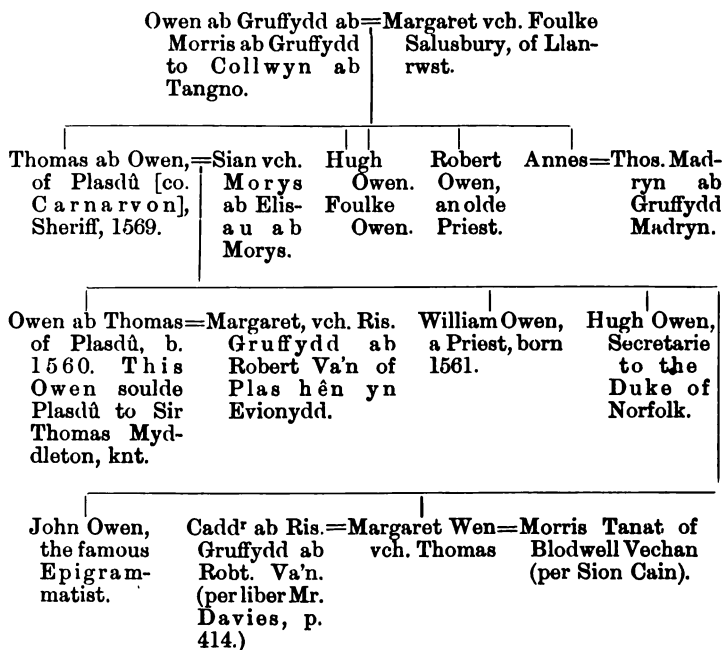 Owen ab Gruffydd ab
Morris ab Gruffydd
to Collwyn ab
Tangno.
=Margaret vch. Foulke
Salusbury, of Llan-
rwst.
Thomas ab Owen,
of Plasdû [co.
Carnarvon],
Sheriff, 1569.
=Sian vch.
Morys
ab Elis-
au ab
Morys.
Hugh
Owen.
Foulke
Owen.
Robert
Owen,
an olde
Priest.
Annes=Thos. Mad-
ryn ab
Gruffydd
Madryn.
Owen ab Thomas
of Plasdû, b.
1560. This
Owen soulde
Plasdû to Sir
Thomas Myd-
dleton, knt.
=Margaret, vch. Ris.
Gruffydd ab
Robert Va'n of
Plas hên yn
Evionydd.
William Owen,
a Priest, born
1561.
Hugh Owen,
Secretarie
to the
Duke of
Norfolk.
John Owen,
the famous
Epigram-
matist.
Caddʳ ab Ris.
Gruffydd ab
Robt. Va'n.
(per liber Mr.
Davies, p.
414.)
=Margaret Wen
vch. Thomas
=Morris Tanat of
Blodwell Vechan
(per Sion Cain).